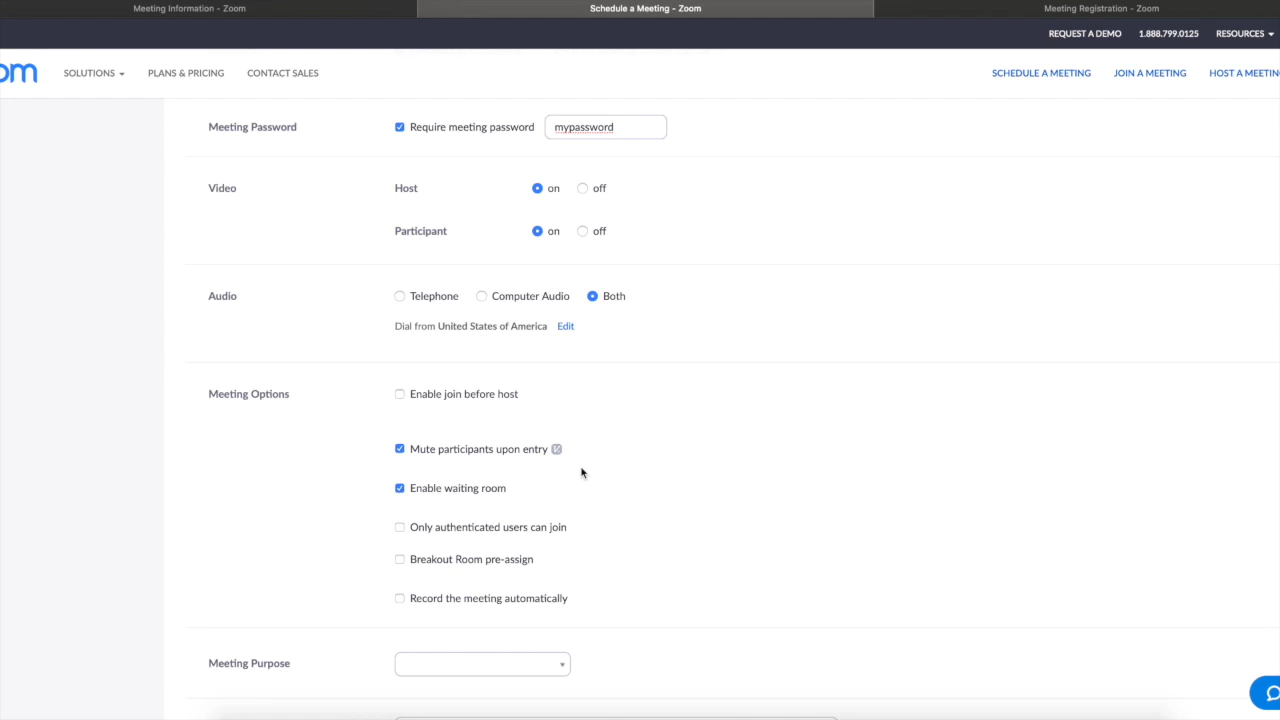 Meeting Information - Zoom
Schedule a Meeting - Zoom
Meeting Registration - Zoom
REQUEST A DEMO 1.888.799.0125 RESOURCES
om SOLUTIONS PLANS & PRICING CONTACT SALES SCHEDULE A MEETING JOIN A MEETING HOST A MEETIN
Meeting Password Require meeting password mypassword
Video Host on off
Participant on off
Audio Telephone Computer Audio Both
Dial from United States of America Edit
Meeting Options Enable join before host
Mute participants upon entry
Enable waiting room
Only authenticated users can join
Breakout Room pre-assign
Record the meeting automatically
Meeting Purpose